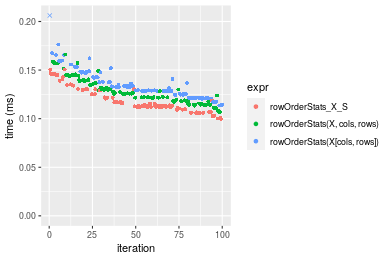 0.20
0.15
0.10
0.05
0.00
0
25
50
75
100
time (ms)
iteration
expr
rowOrderStats_X_S
rowOrderStats(X, cols, rows)
rowOrderStats(X[cols, rows])